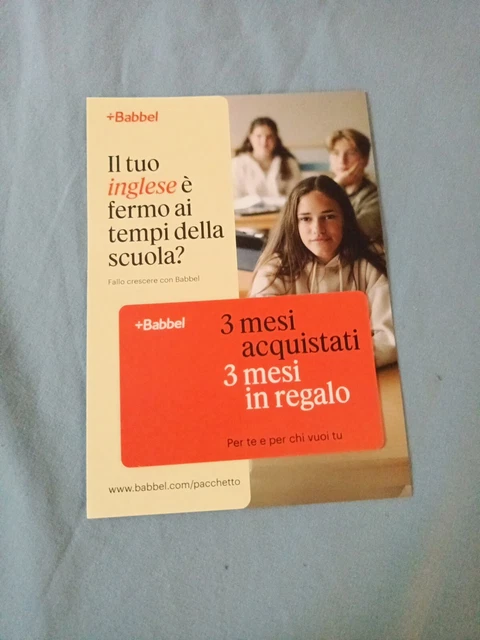 +Babbel
Il tuo
inglese è
fermo ai
tempi della
scuola?
Fallo crescere con Babbel
+Babbel
3 mesi
acquistati
3 mesi
in regalo
Per te e per chi vuoi tu
www.babbel.com/pacchetto